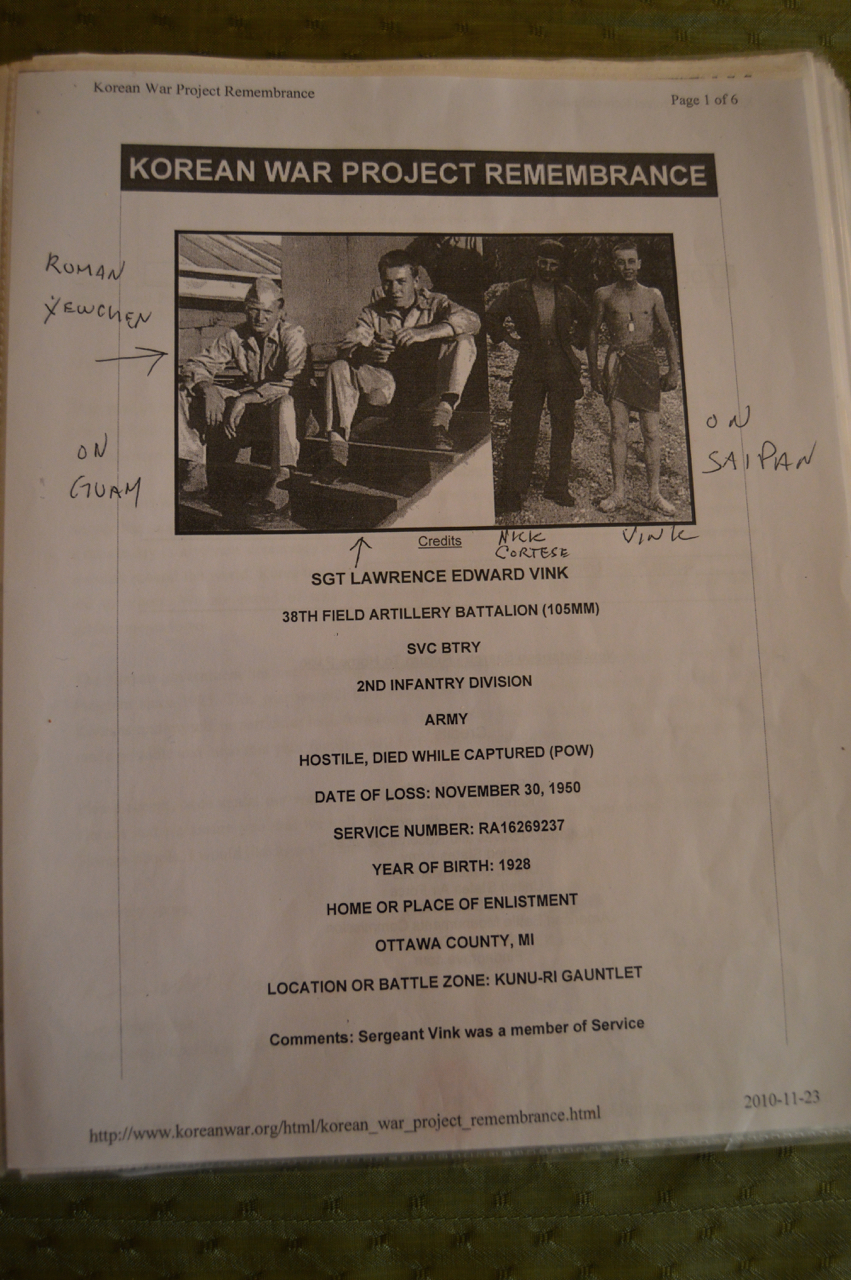 Korean War Project Remembrance
Page 1 of 6
KOREAN WAR PROJECT REMEMBRANCE
ROMAN
YEWCHEN
ON
GUAM
ON
SAIPAN
Credits
NICK
CORTESE
VINK
SGT LAWRENCE EDWARD VINK
38TH FIELD ARTILLERY BATTALION (105MM)
SVC BTRY
2ND INFANTRY DIVISION
ARMY
HOSTILE, DIED WHILE CAPTURED (POW)
DATE OF LOSS: NOVEMBER 30, 1950
SERVICE NUMBER: RA16269237
YEAR OF BIRTH: 1928
HOME OR PLACE OF ENLISTMENT
OTTAWA COUNTY, MI
LOCATION OR BATTLE ZONE: KUNU-RI GAUNTLET
Comments: Sergeant Vink was a member of Service
http://www.koreanwar.org/html/korean_war_project_remembrance.html
2010-11-23